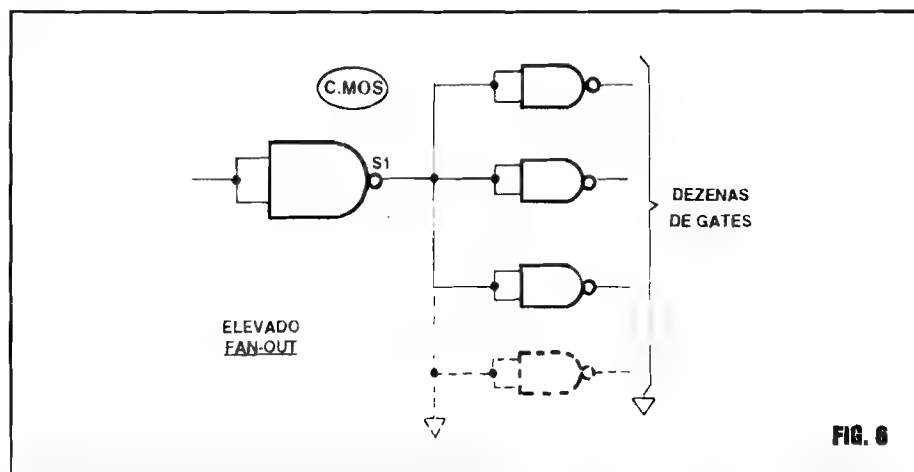 C.MOS
S1
DEZENAS
DE GATES
ELEVADO
FAN-OUT
FIG. 6